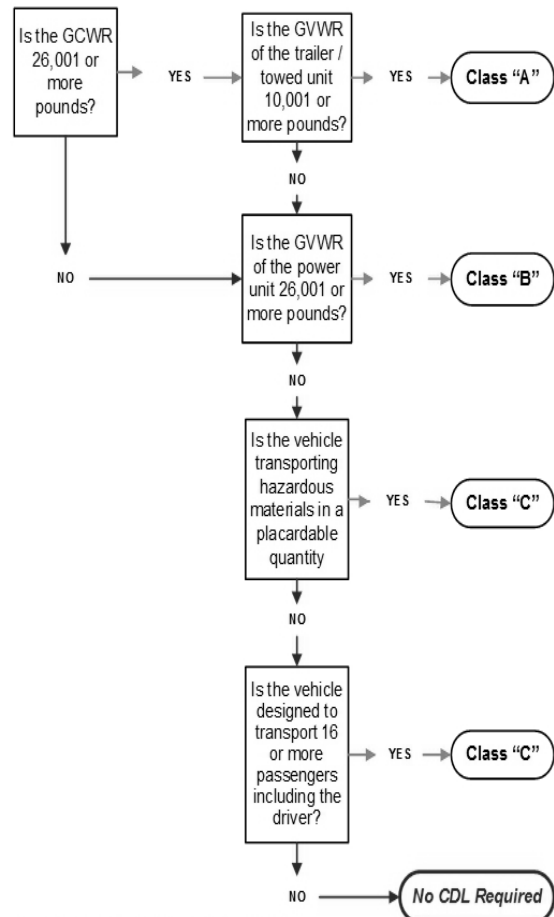 Is the GCWR
26,001 or
more
pounds?
YES
Is the GVWR
of the trailer /
towed unit
10,001 or
more pounds?
YES
Class “A”
NO
NO
Is the GVWR
of the power
unit 26,001 or
more pounds?
YES
Class “B”
NO
Is the vehicle
transporting
hazardous
materials in a
placardable
quantity
YES
Class “C”
NO
Is the vehicle
designed to
transport 16
or more
passengers
including the
driver?
YES
Class “C”
NO
No CDL Required